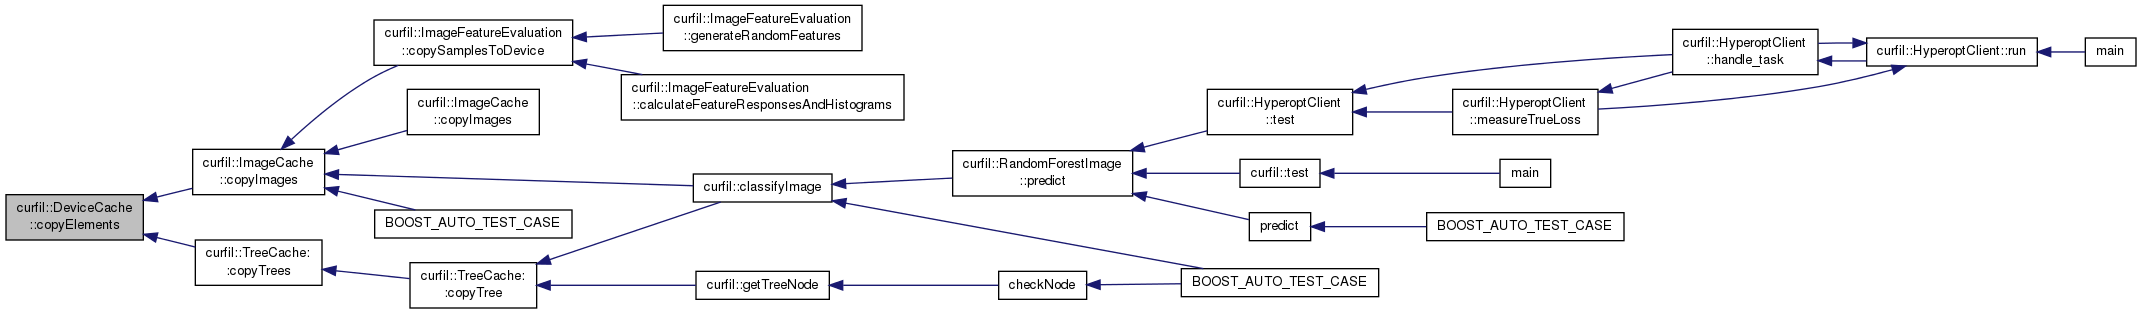 curfil::DeviceCache
::copyElements
curfil::ImageCache
::copyImages
curfil::TreeCache:
:copyTrees
curfil::ImageFeatureEvaluation
::copySamplesToDevice
curfil::ImageCache
::copyImages
BOOST_AUTO_TEST_CASE
curfil::TreeCache:
:copyTree
curfil::ImageFeatureEvaluation
::generateRandomFeatures
curfil::ImageFeatureEvaluation
::calculateFeatureResponsesAndHistograms
curfil::classifyImage
curfil::getTreeNode
curfil::RandomForestImage
::predict
checkNode
curfil::HyperoptClient
::test
curfil::test
predict
BOOST_AUTO_TEST_CASE
curfil::HyperoptClient
::measureTrueLoss
main
BOOST_AUTO_TEST_CASE
curfil::HyperoptClient
::handle_task
curfil::HyperoptClient::run
main